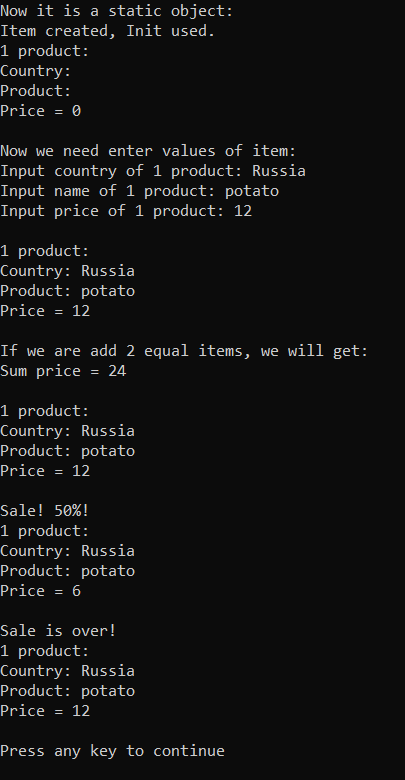 Now it is a static object:
Item created, Init used.
1 product:
Country:
Product:
Price = 0
Now we need enter values of item:
Input country of 1 product: Russia
Input name of 1 product: potato
Input price of 1 product: 12
1 product:
Country: Russia
Product: potato
Price = 12
If we are add 2 equal items, we will get:
Sum price = 24
1 product:
Country: Russia
Product: potato
Price = 12
Sale! 50%!
1 product:
Country: Russia
Product: potato
Price = 6
Sale is over!
1 product:
Country: Russia
Product: potato
Price = 12
Press any key to continue